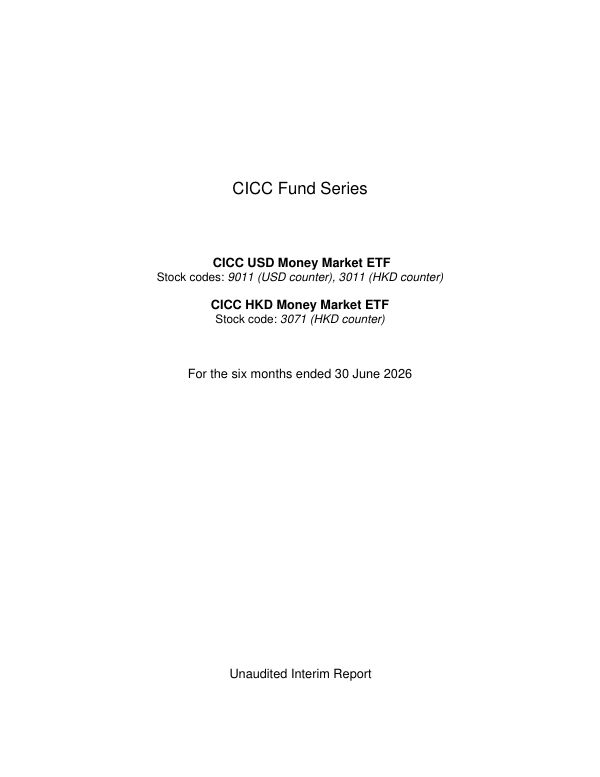 CICC Fund Series
CICC USD Money Market ETF
Stock codes: 9011 (USD counter), 3011 (HKD counter)
CICC HKD Money Market ETF
Stock code: 3071 (HKD counter)
For the six months ended 30 June 2026
Unaudited Interim Report